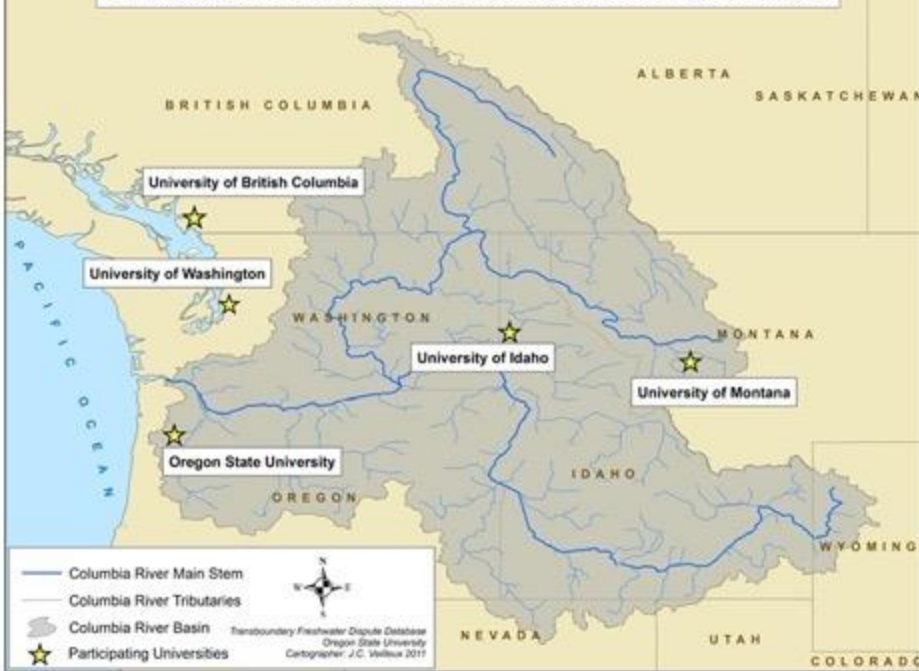 ALBERTA
SASKATCHEWAN
BRITISH COLUMBIA
University of British Columbia
University of Washington
WASHINGTON
MONTANA
University of Idaho
University of Montana
PACIFIC OCEAN
Oregon State University
IDAHO
OREGON
WYOMING
Columbia River Main Stem
Columbia River Tributaries
Columbia River Basin
Participating Universities
N
W
E
S
Transboundary Freshwater Dispute Database
Oregon State University
Cartographer: J.C. Veilleux 2011
NEVADA
UTAH
COLORADO